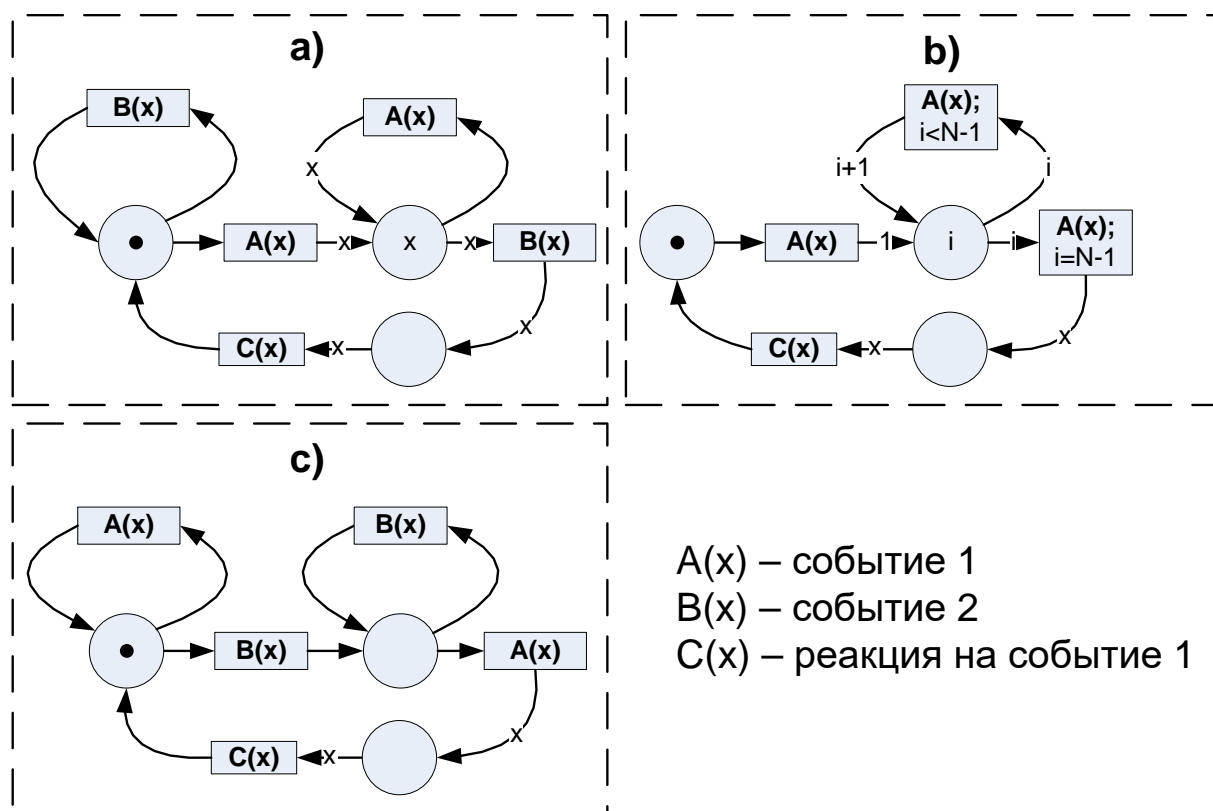 a)
B(x)
A(x)
x
A(x)
x
x
x
B(x)
x
C(x)
x
b)
A(x);
i<N-1
i+1
i
A(x)
1
i
i
A(x);
i=N-1
x
C(x)
x
c)
A(x)
B(x)
B(x)
A(x)
x
C(x)
x
A(x) – событие 1
B(x) – событие 2
C(x) – реакция на событие 1